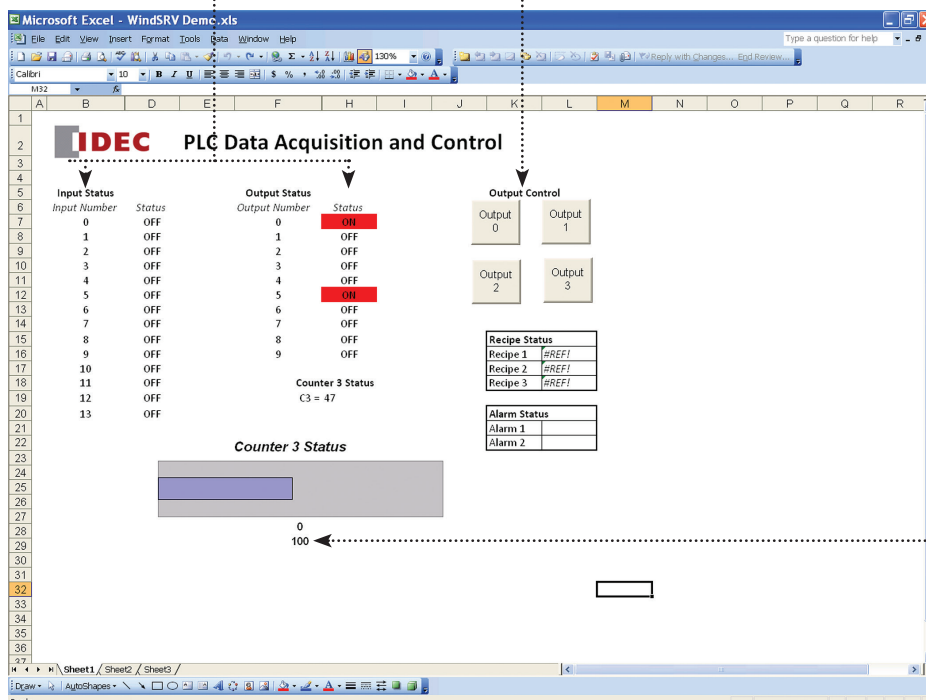 Microsoft Excel - WindSRV Demo.xls
File Edit View Insert Format Tools Data Window Help
Type a question for help
130%
Reply with Changes... End Review...
Calibri 10 B I U $ % ,
M32 fx
A B D E F H I J K L M N O P Q R
1
2 IDEC PLC Data Acquisition and Control
3
4
5 Input Status Output Status Output Control
6 Input Number Status Output Number Status
7 0 OFF 0 ON
8 1 OFF 1 OFF
9 2 OFF 2 OFF
10 3 OFF 3 OFF
11 4 OFF 4 OFF
12 5 OFF 5 ON
13 6 OFF 6 OFF
14 7 OFF 7 OFF
15 8 OFF 8 OFF Recipe Status
16 9 OFF 9 OFF Recipe 1 #REF!
17 10 OFF Recipe 2 #REF!
18 11 OFF Counter 3 Status Recipe 3 #REF!
19 12 OFF C3 = 47
20 13 OFF Alarm Status
21 Alarm 1
22 Alarm 2
Output 0
Output 1
Output 2
Output 3
Counter 3 Status
23
24
25
26
27
28 0
29 100
30
31
32
33
34
35
36
37
Sheet1 Sheet2 Sheet3
Draw AutoShapes